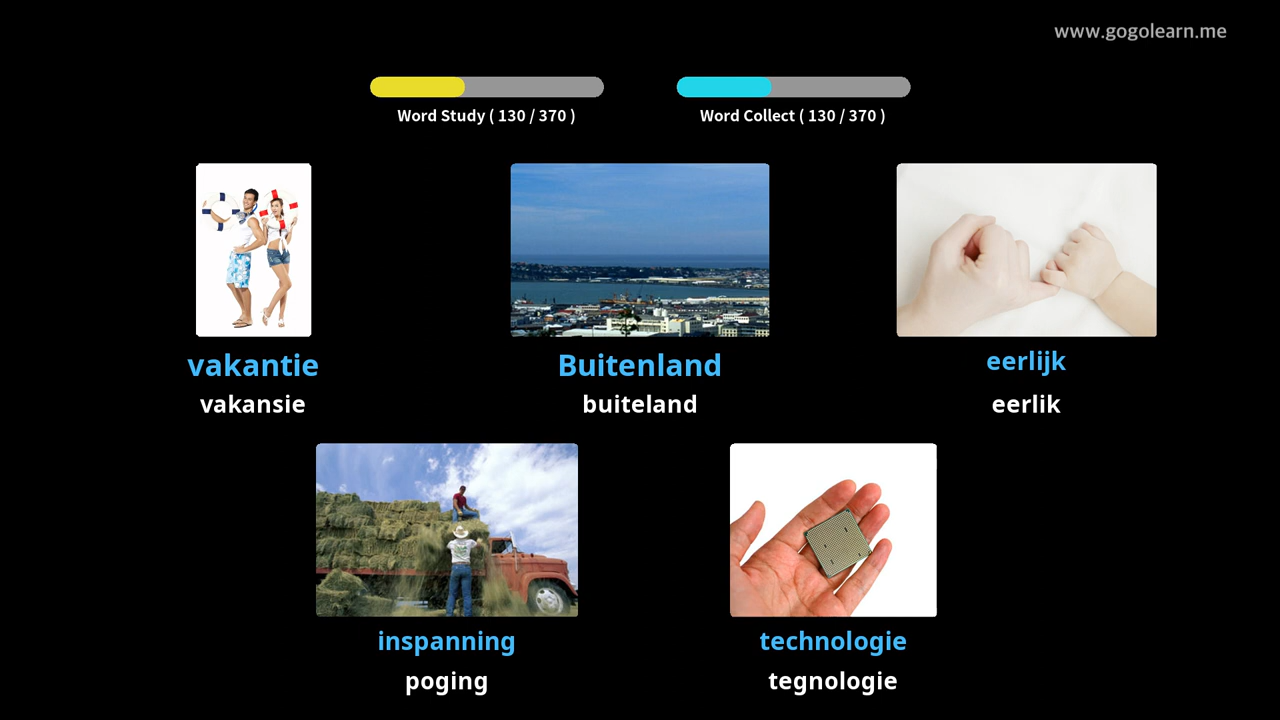 www.gogolearn.me
Word Study ( 130 / 370 )
Word Collect ( 130 / 370 )
vakantie
vakansie
Buitenland
buiteland
eerlijk
eerlik
inspanning
poging
technologie
tegnologie